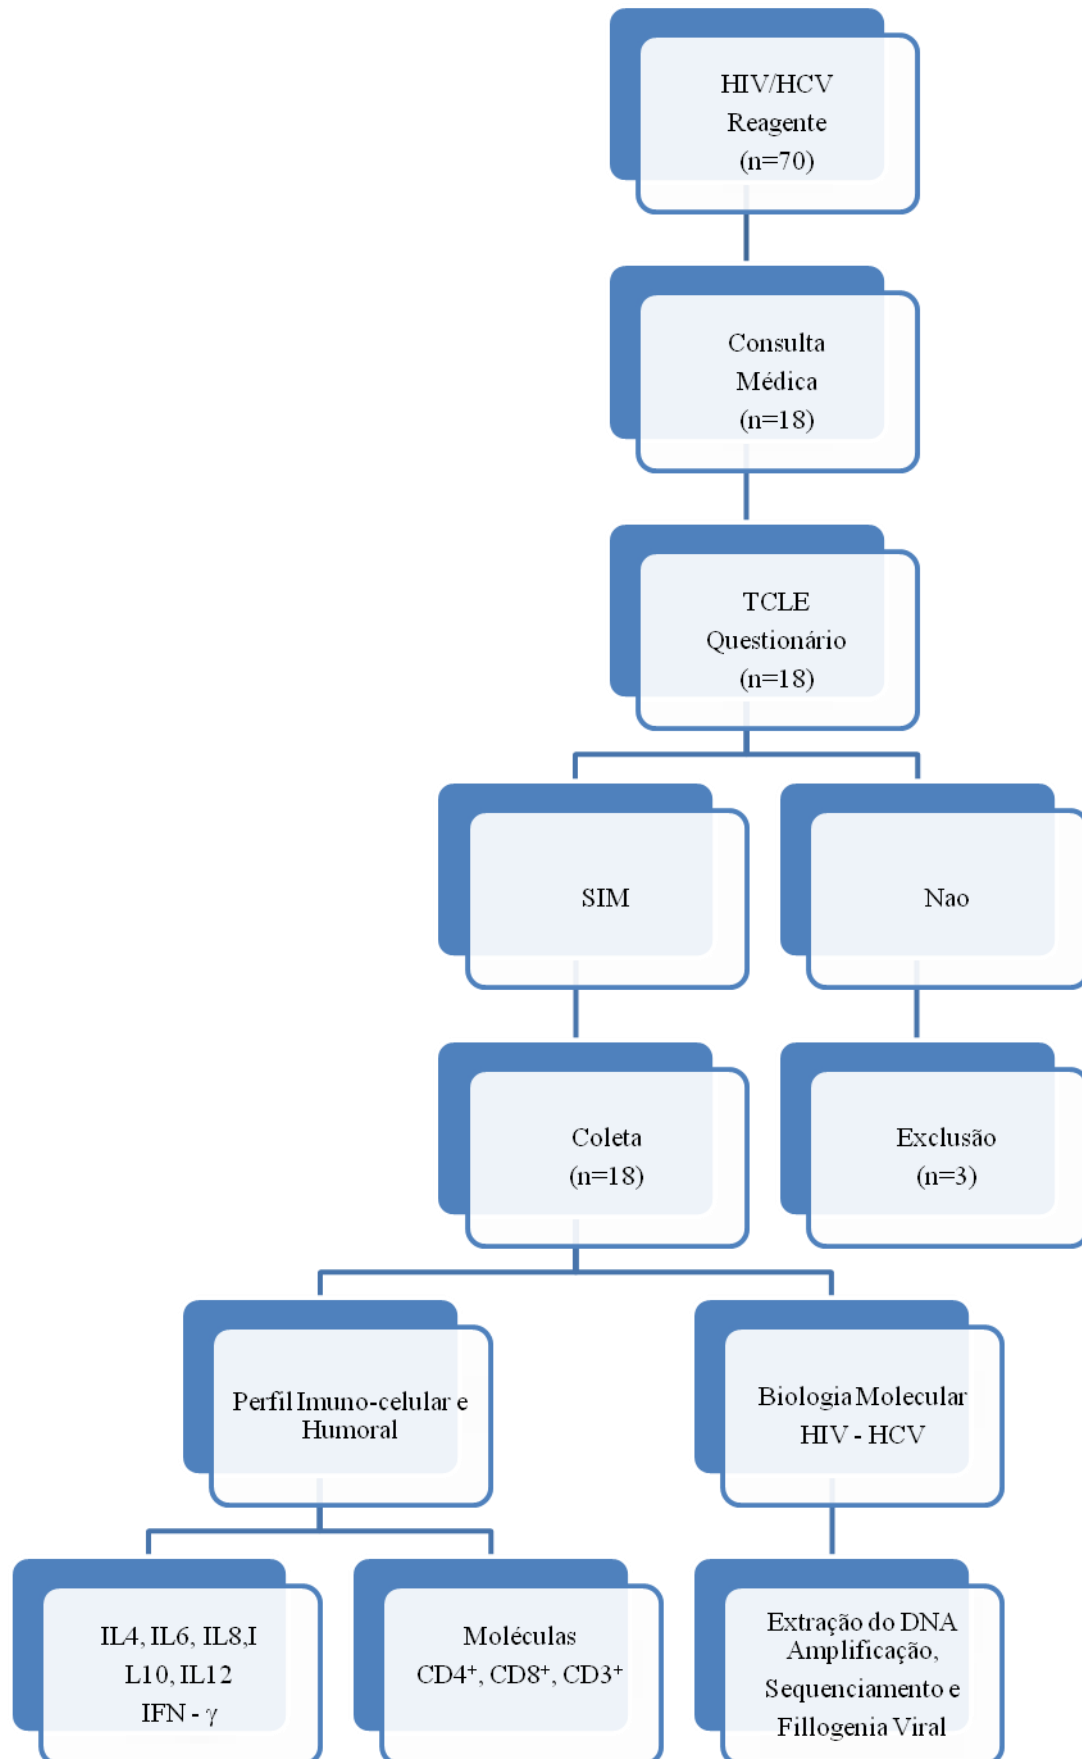 HIV/HCV
Reagente
(n=70)
Consulta
Médica
(n=18)
TCLE
Questionário
(n=18)
SIM
Nao
Coleta
(n=18)
Exclusão
(n=3)
Perfil Imuno-celular e
Humoral
Biologia Molecular
HIV - HCV
IL4, IL6, IL8,I
L10, IL12
IFN - γ
Moléculas
CD4⁺, CD8⁺, CD3⁺
Extração do DNA
Amplificação,
Sequenciamento e
Fillogenia Viral